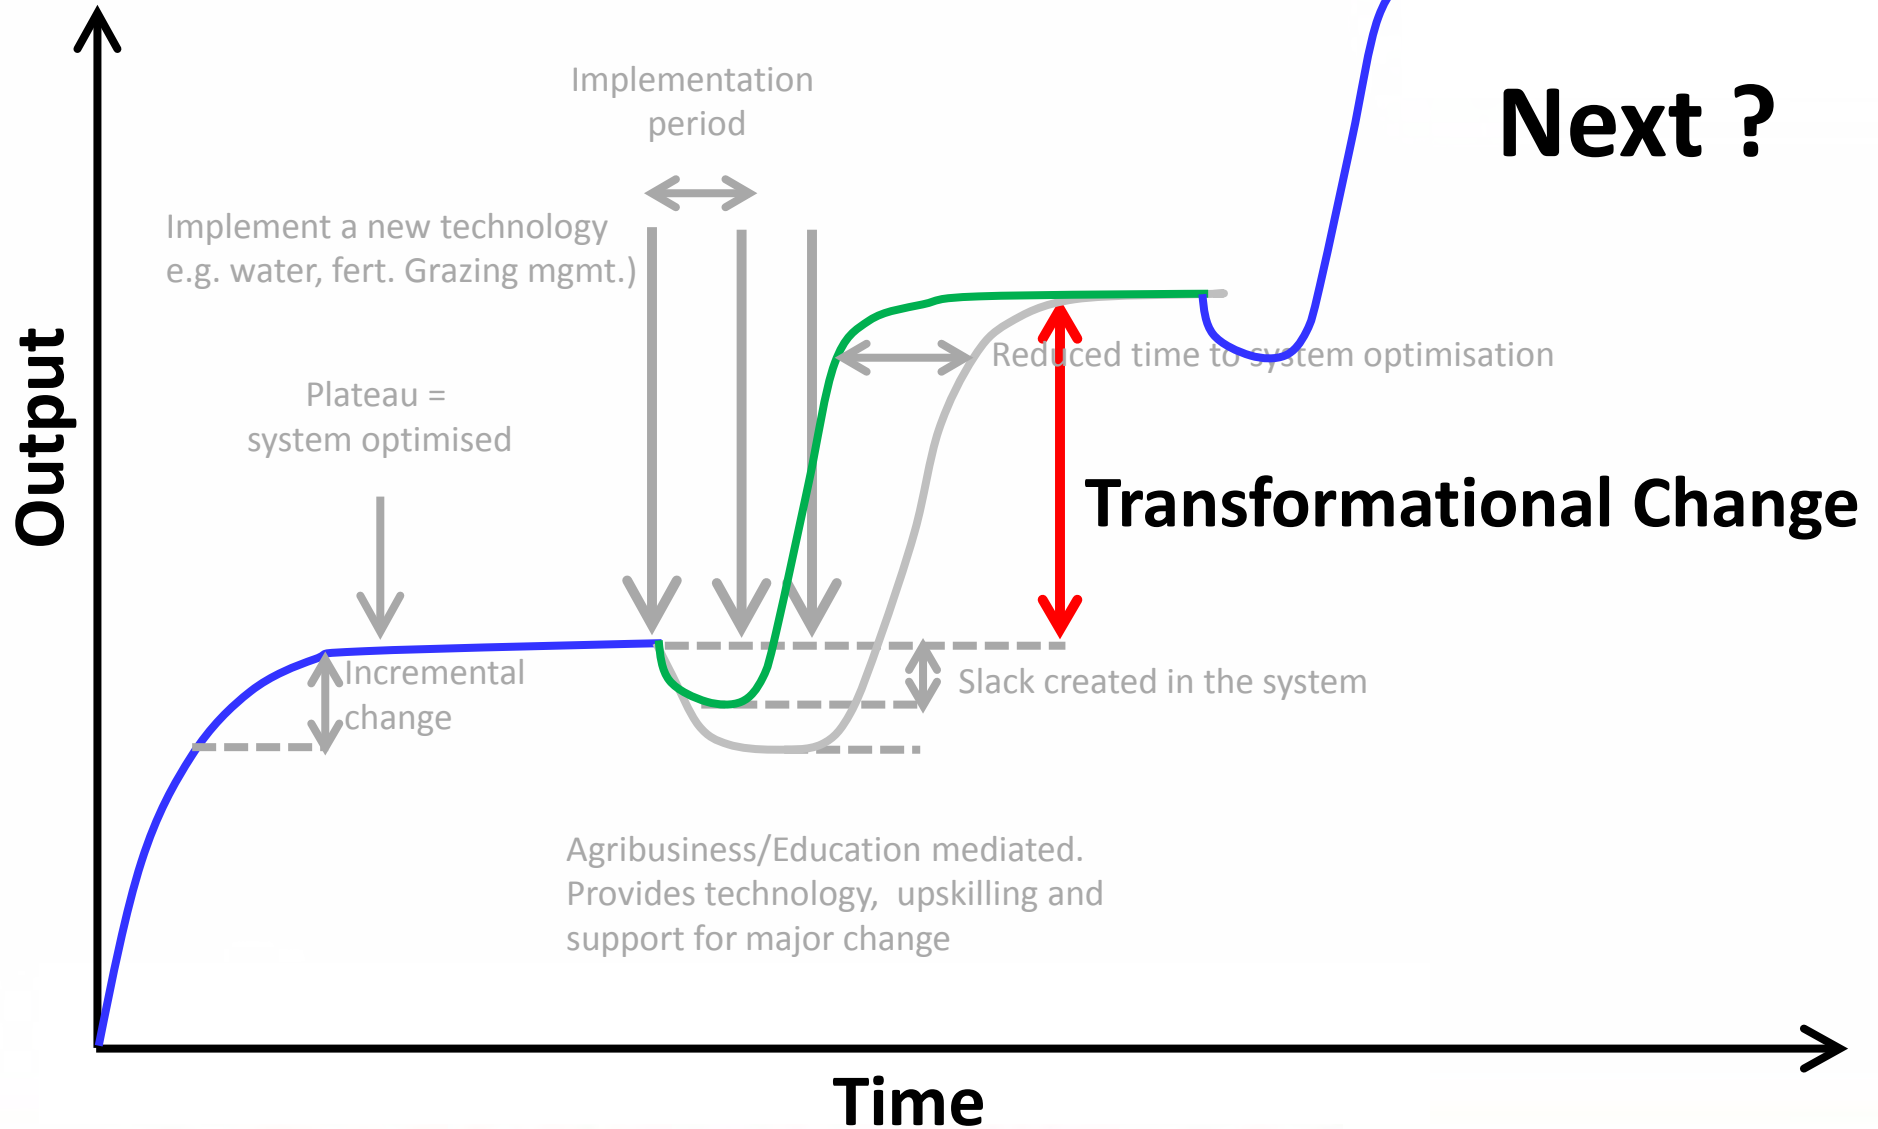 Implementation
period
Next ?
Implement a new technology
e.g. water, fert. Grazing mgmt.)
Reduced time to system optimisation
Plateau =
system optimised
Output
Transformational Change
Incremental
change
Slack created in the system
Agribusiness/Education mediated.
Provides technology,  upskilling and
support for major change
Time